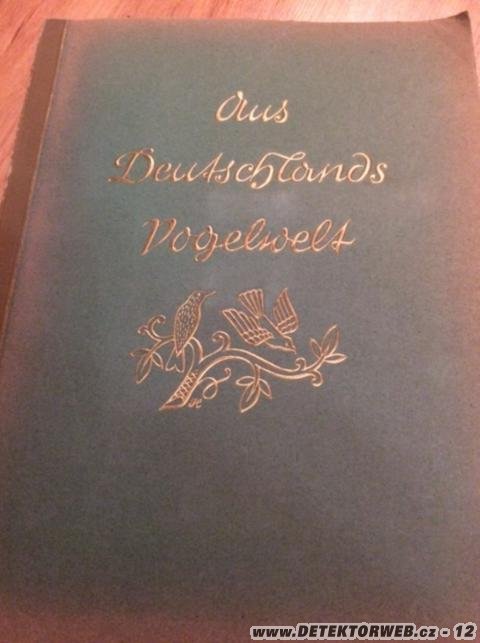 Aus
Deutschlands
Vogelwelt
www.DETEKTORWEB.cz - 12